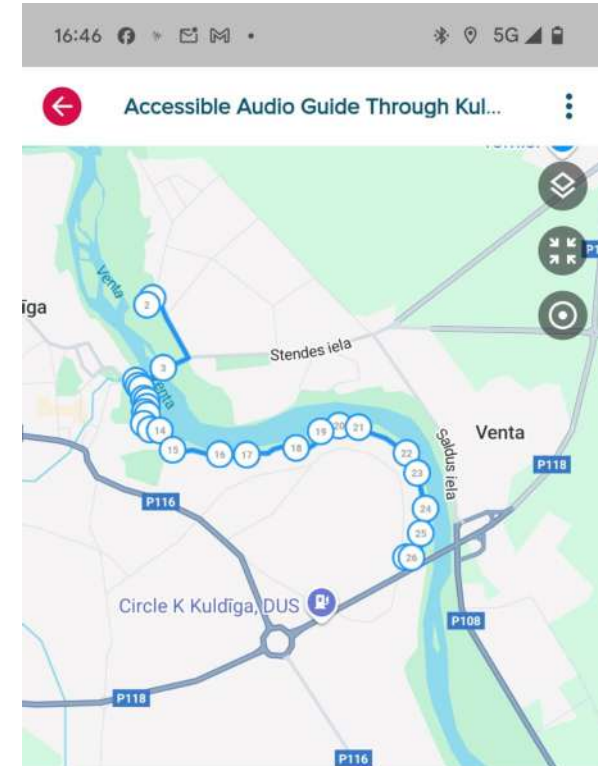 16:46
5G
Accessible Audio Guide Through Kul...
P1
Venta
īga
2
Stendes iela
3
Venta
14
15
16
17
18
19
20
21
22
23
24
25
26
Saldus iela
Venta
P118
P116
Circle K Kuldīga, DUS
P108
P118
P116